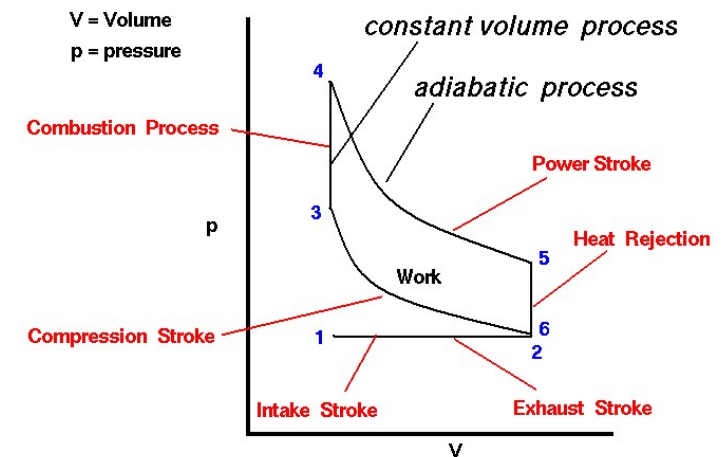 V = Volume
p = pressure
constant volume process
adiabatic process
4
Combustion Process
Power Stroke
3
p
Heat Rejection
5
Work
6
Compression Stroke
1
2
Intake Stroke
Exhaust Stroke
V